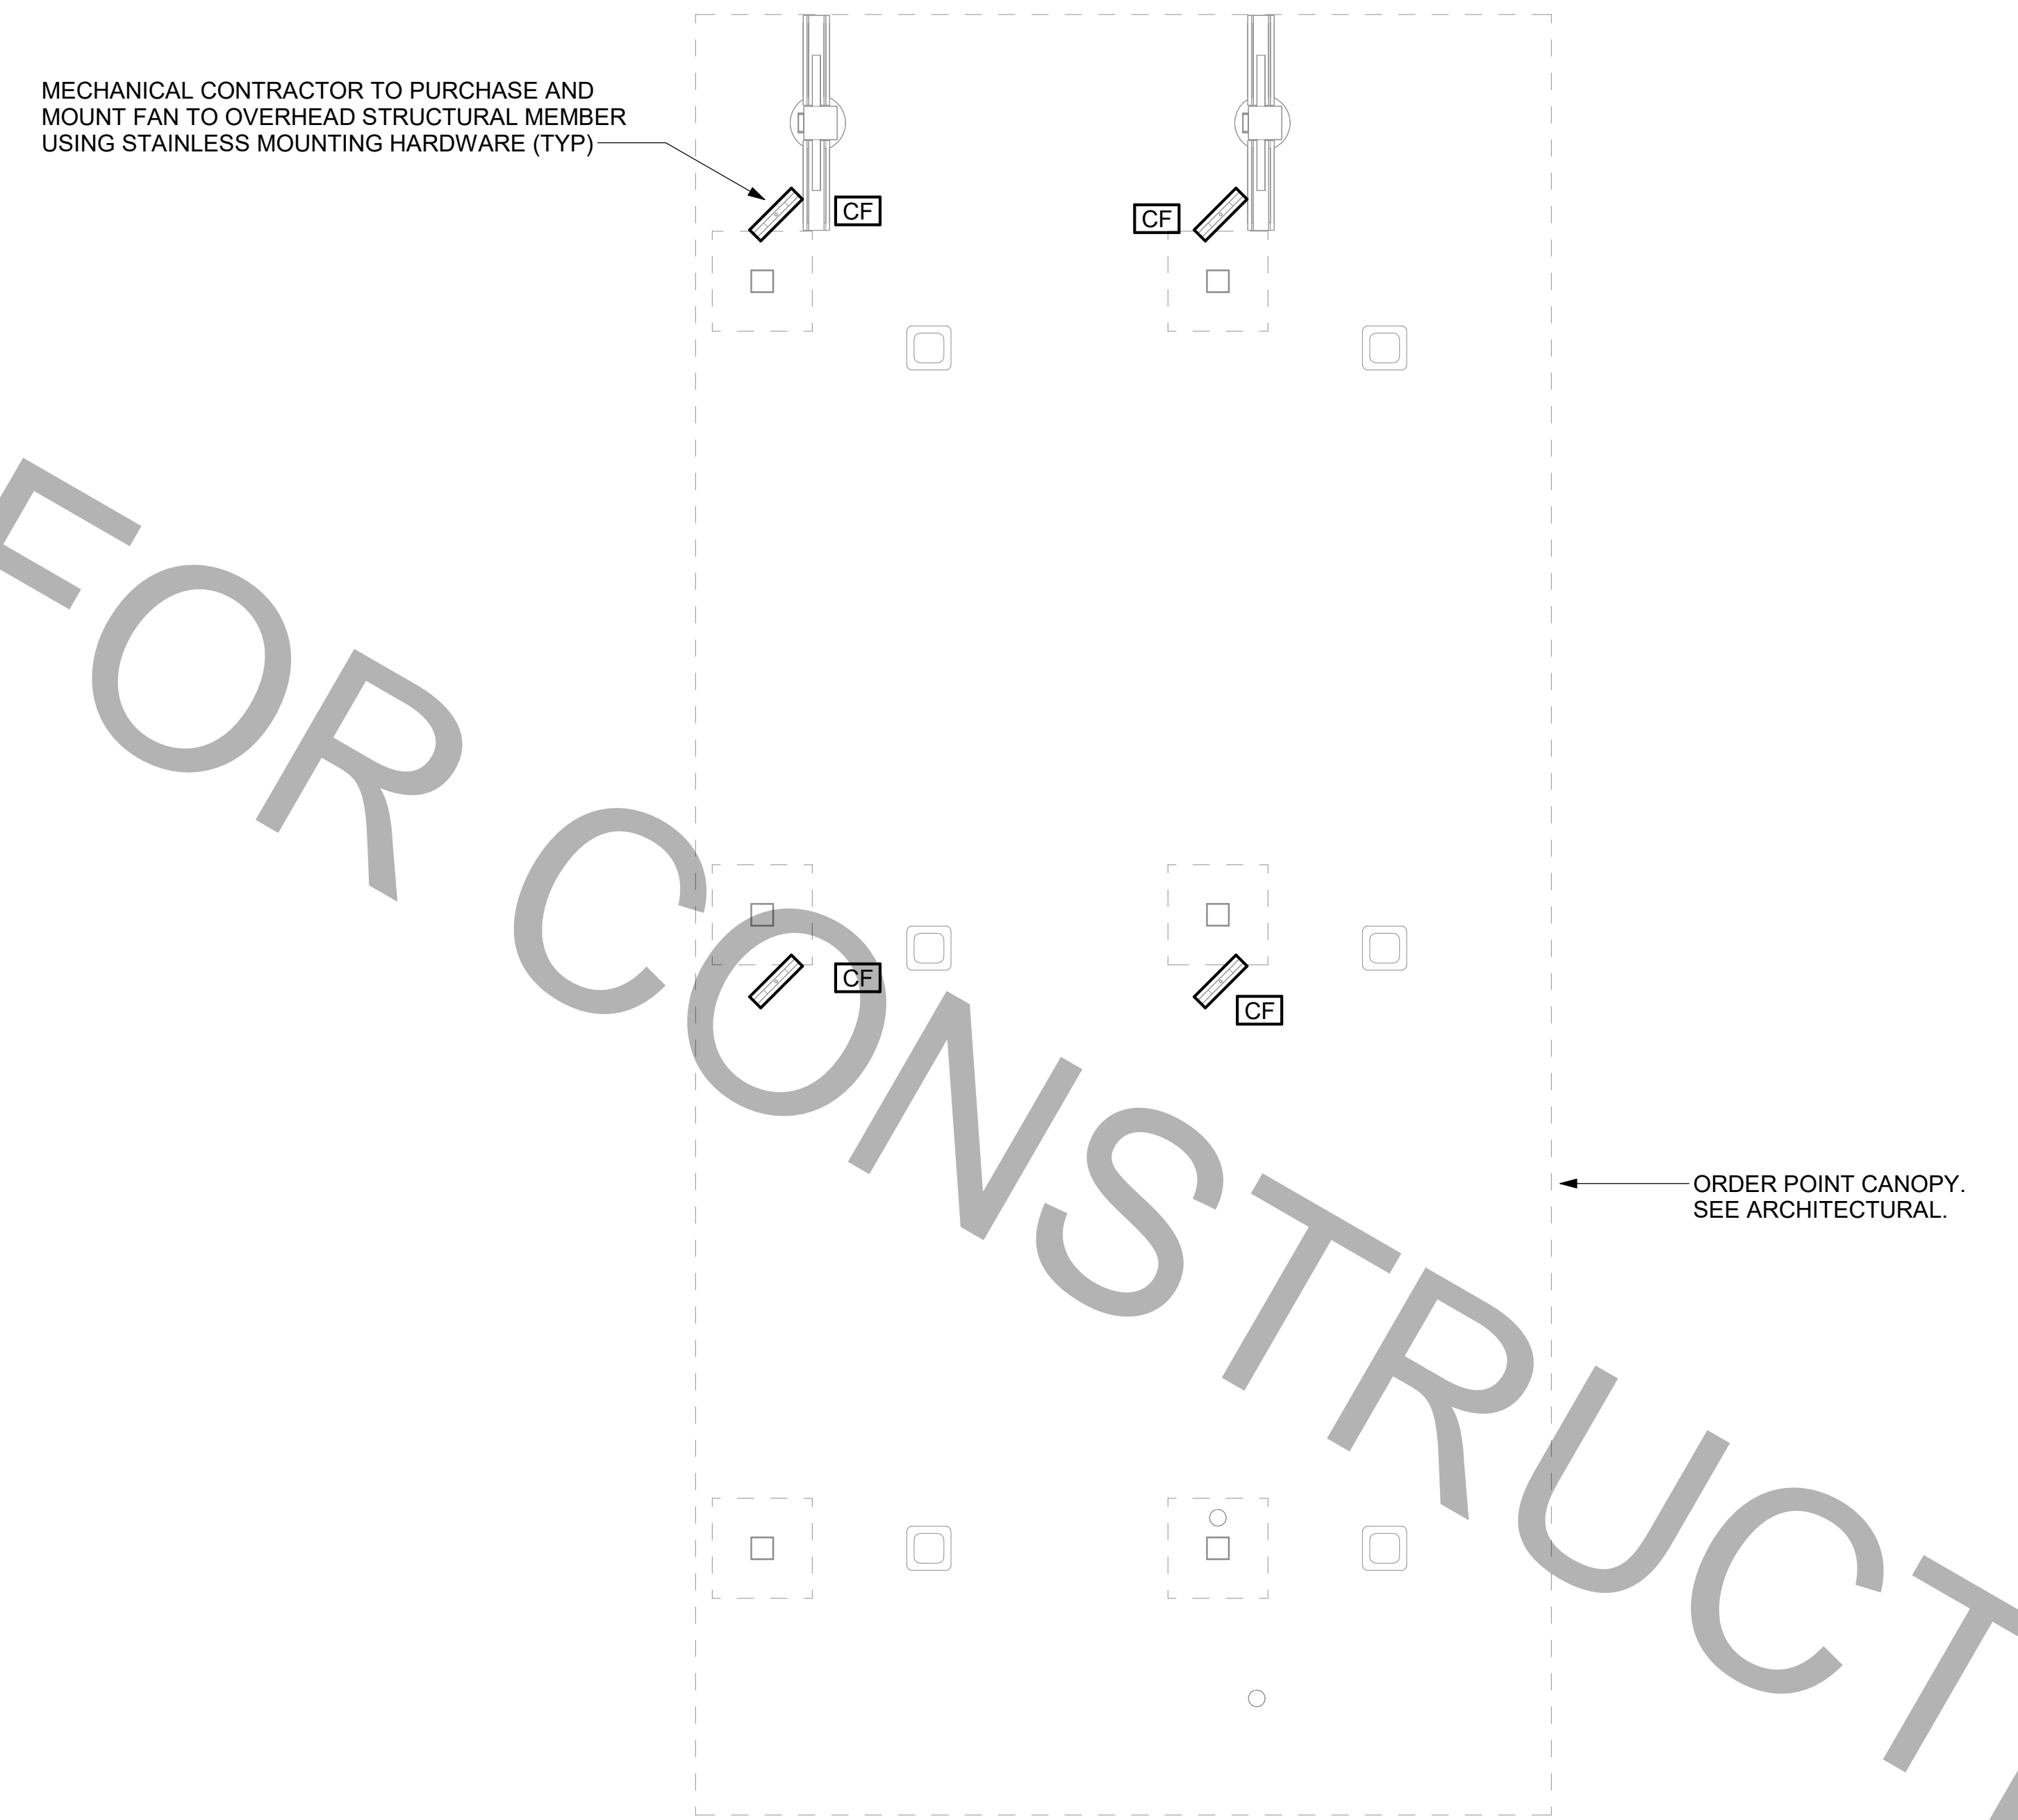 MECHANICAL CONTRACTOR TO PURCHASE AND
MOUNT FAN TO OVERHEAD STRUCTURAL MEMBER
USING STAINLESS MOUNTING HARDWARE (TYP)
CF
CF
CF
CF
ORDER POINT CANOPY.
SEE ARCHITECTURAL.
FOR CONSTRUCT